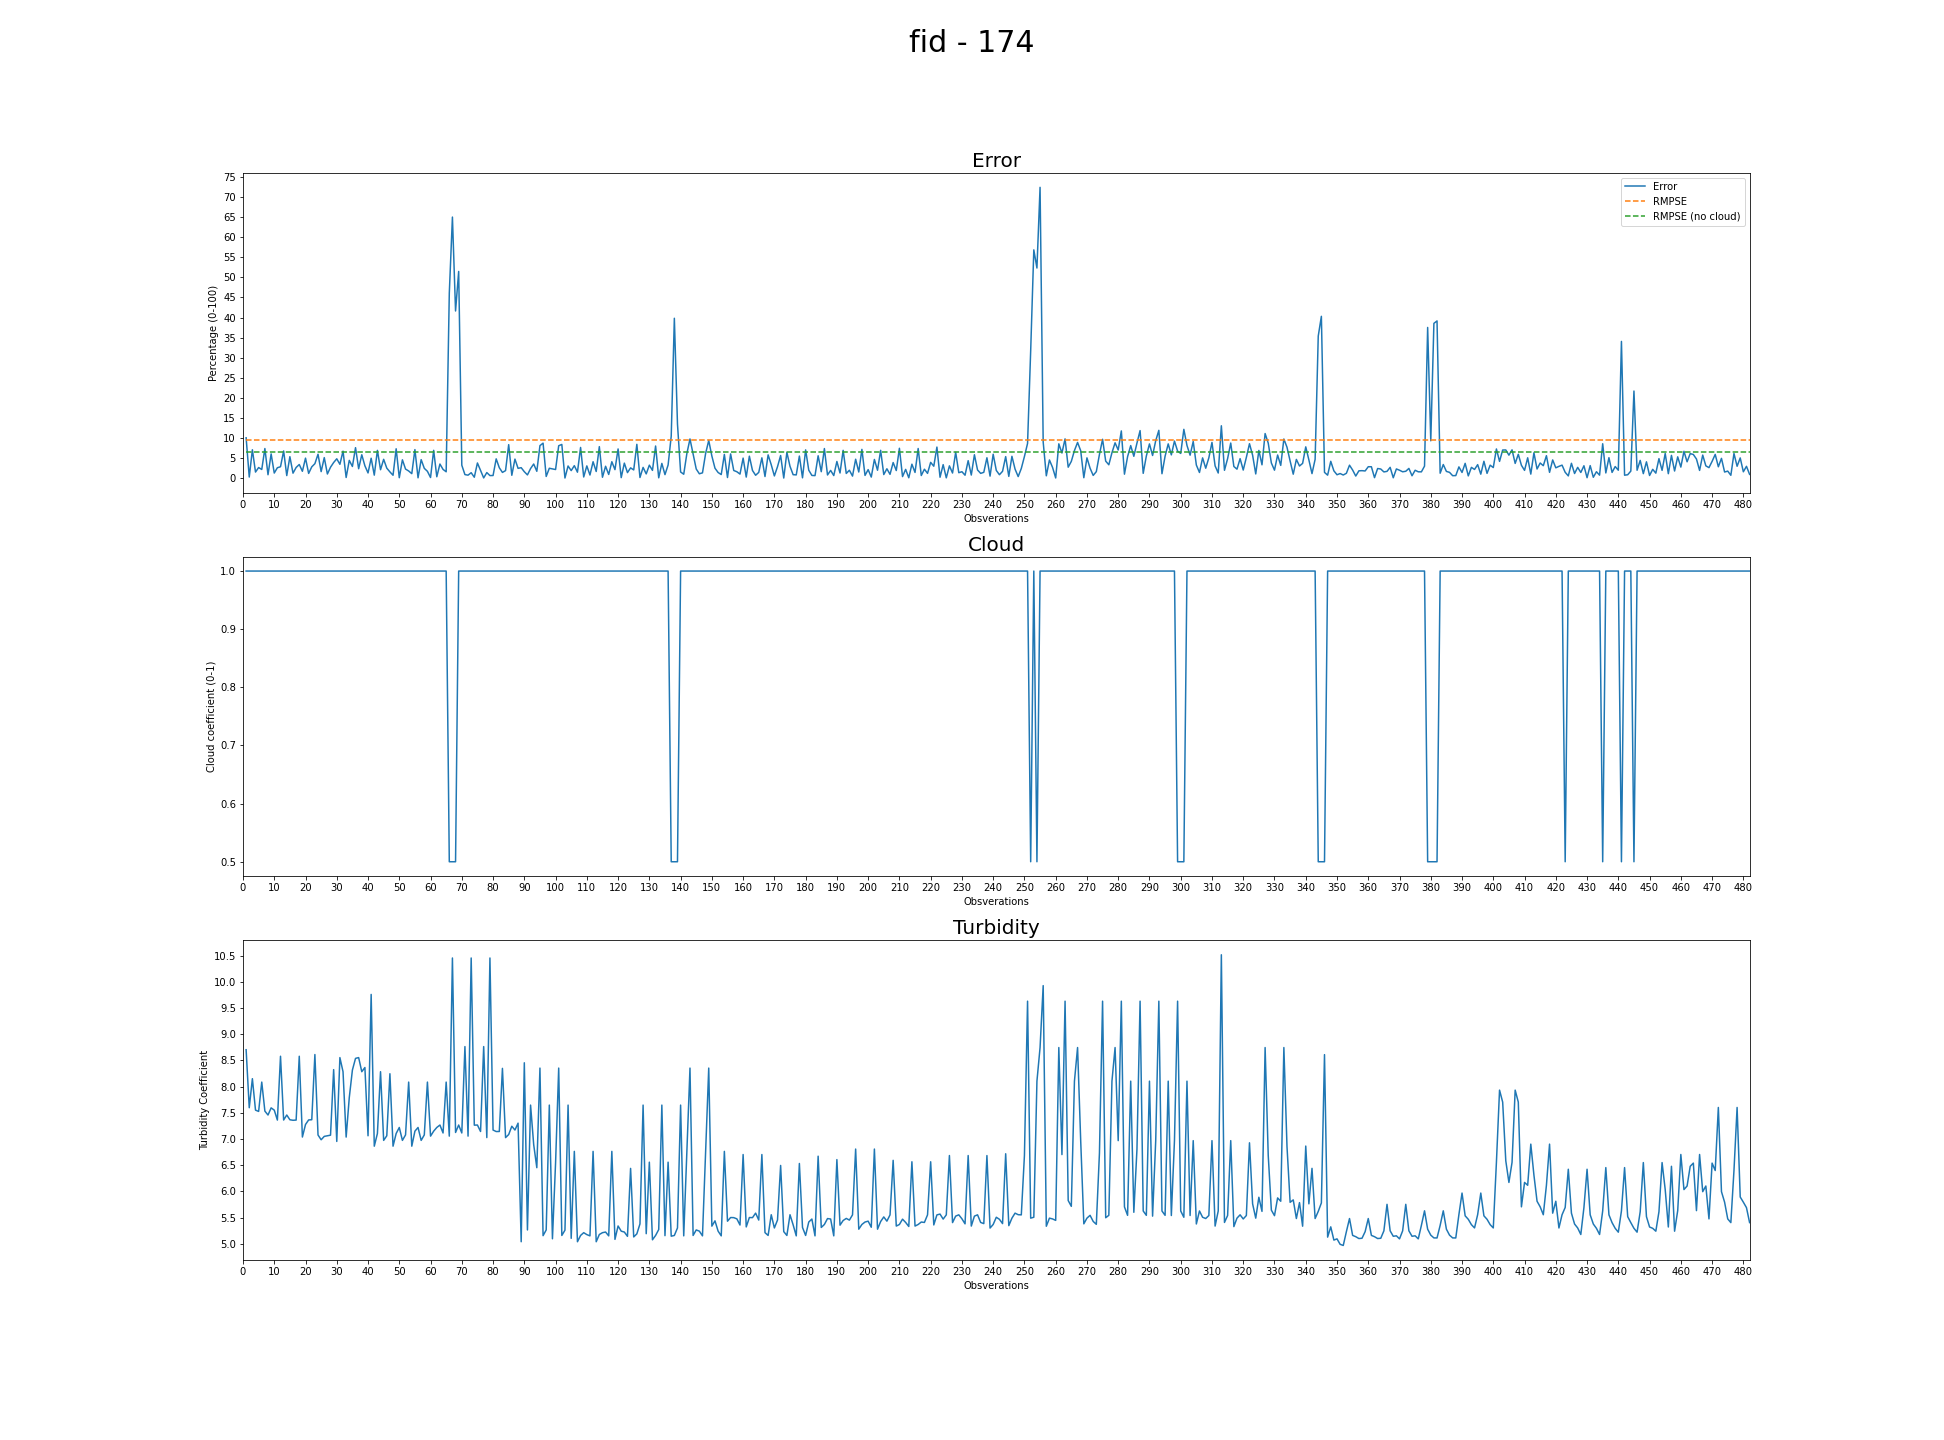 fid - 174
Error
75
70
65
60
55
50
45
40
35
30
25
20
15
10
5
0
Percentage (0-100)
Error
RMPSE
RMPSE (no cloud)
0 10 20 30 40 50 60 70 80 90 100 110 120 130 140 150 160 170 180 190 200 210 220 230 240 250 260 270 280 290 300 310 320 330 340 350 360 370 380 390 400 410 420 430 440 450 460 470 480
Obsverations
Cloud
1.0
0.9
0.8
0.7
0.6
0.5
Cloud coefficient (0-1)
0 10 20 30 40 50 60 70 80 90 100 110 120 130 140 150 160 170 180 190 200 210 220 230 240 250 260 270 280 290 300 310 320 330 340 350 360 370 380 390 400 410 420 430 440 450 460 470 480
Obsverations
Turbidity
10.5
10.0
9.5
9.0
8.5
8.0
7.5
7.0
6.5
6.0
5.5
5.0
Turbidity Coefficient
0 10 20 30 40 50 60 70 80 90 100 110 120 130 140 150 160 170 180 190 200 210 220 230 240 250 260 270 280 290 300 310 320 330 340 350 360 370 380 390 400 410 420 430 440 450 460 470 480
Obsverations